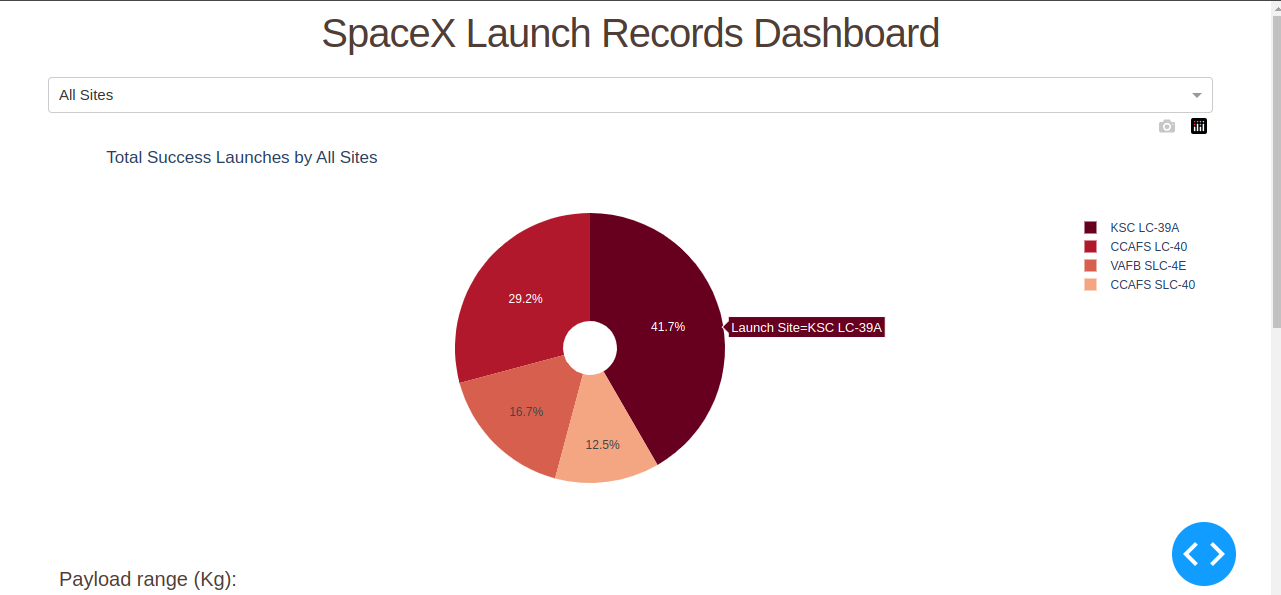 SpaceX Launch Records Dashboard
All Sites
Total Success Launches by All Sites
KSC LC-39A
CCAFS LC-40
VAFB SLC-4E
CCAFS SLC-40
29.2%
41.7%
Launch Site=KSC LC-39A
16.7%
12.5%
Payload range (Kg):